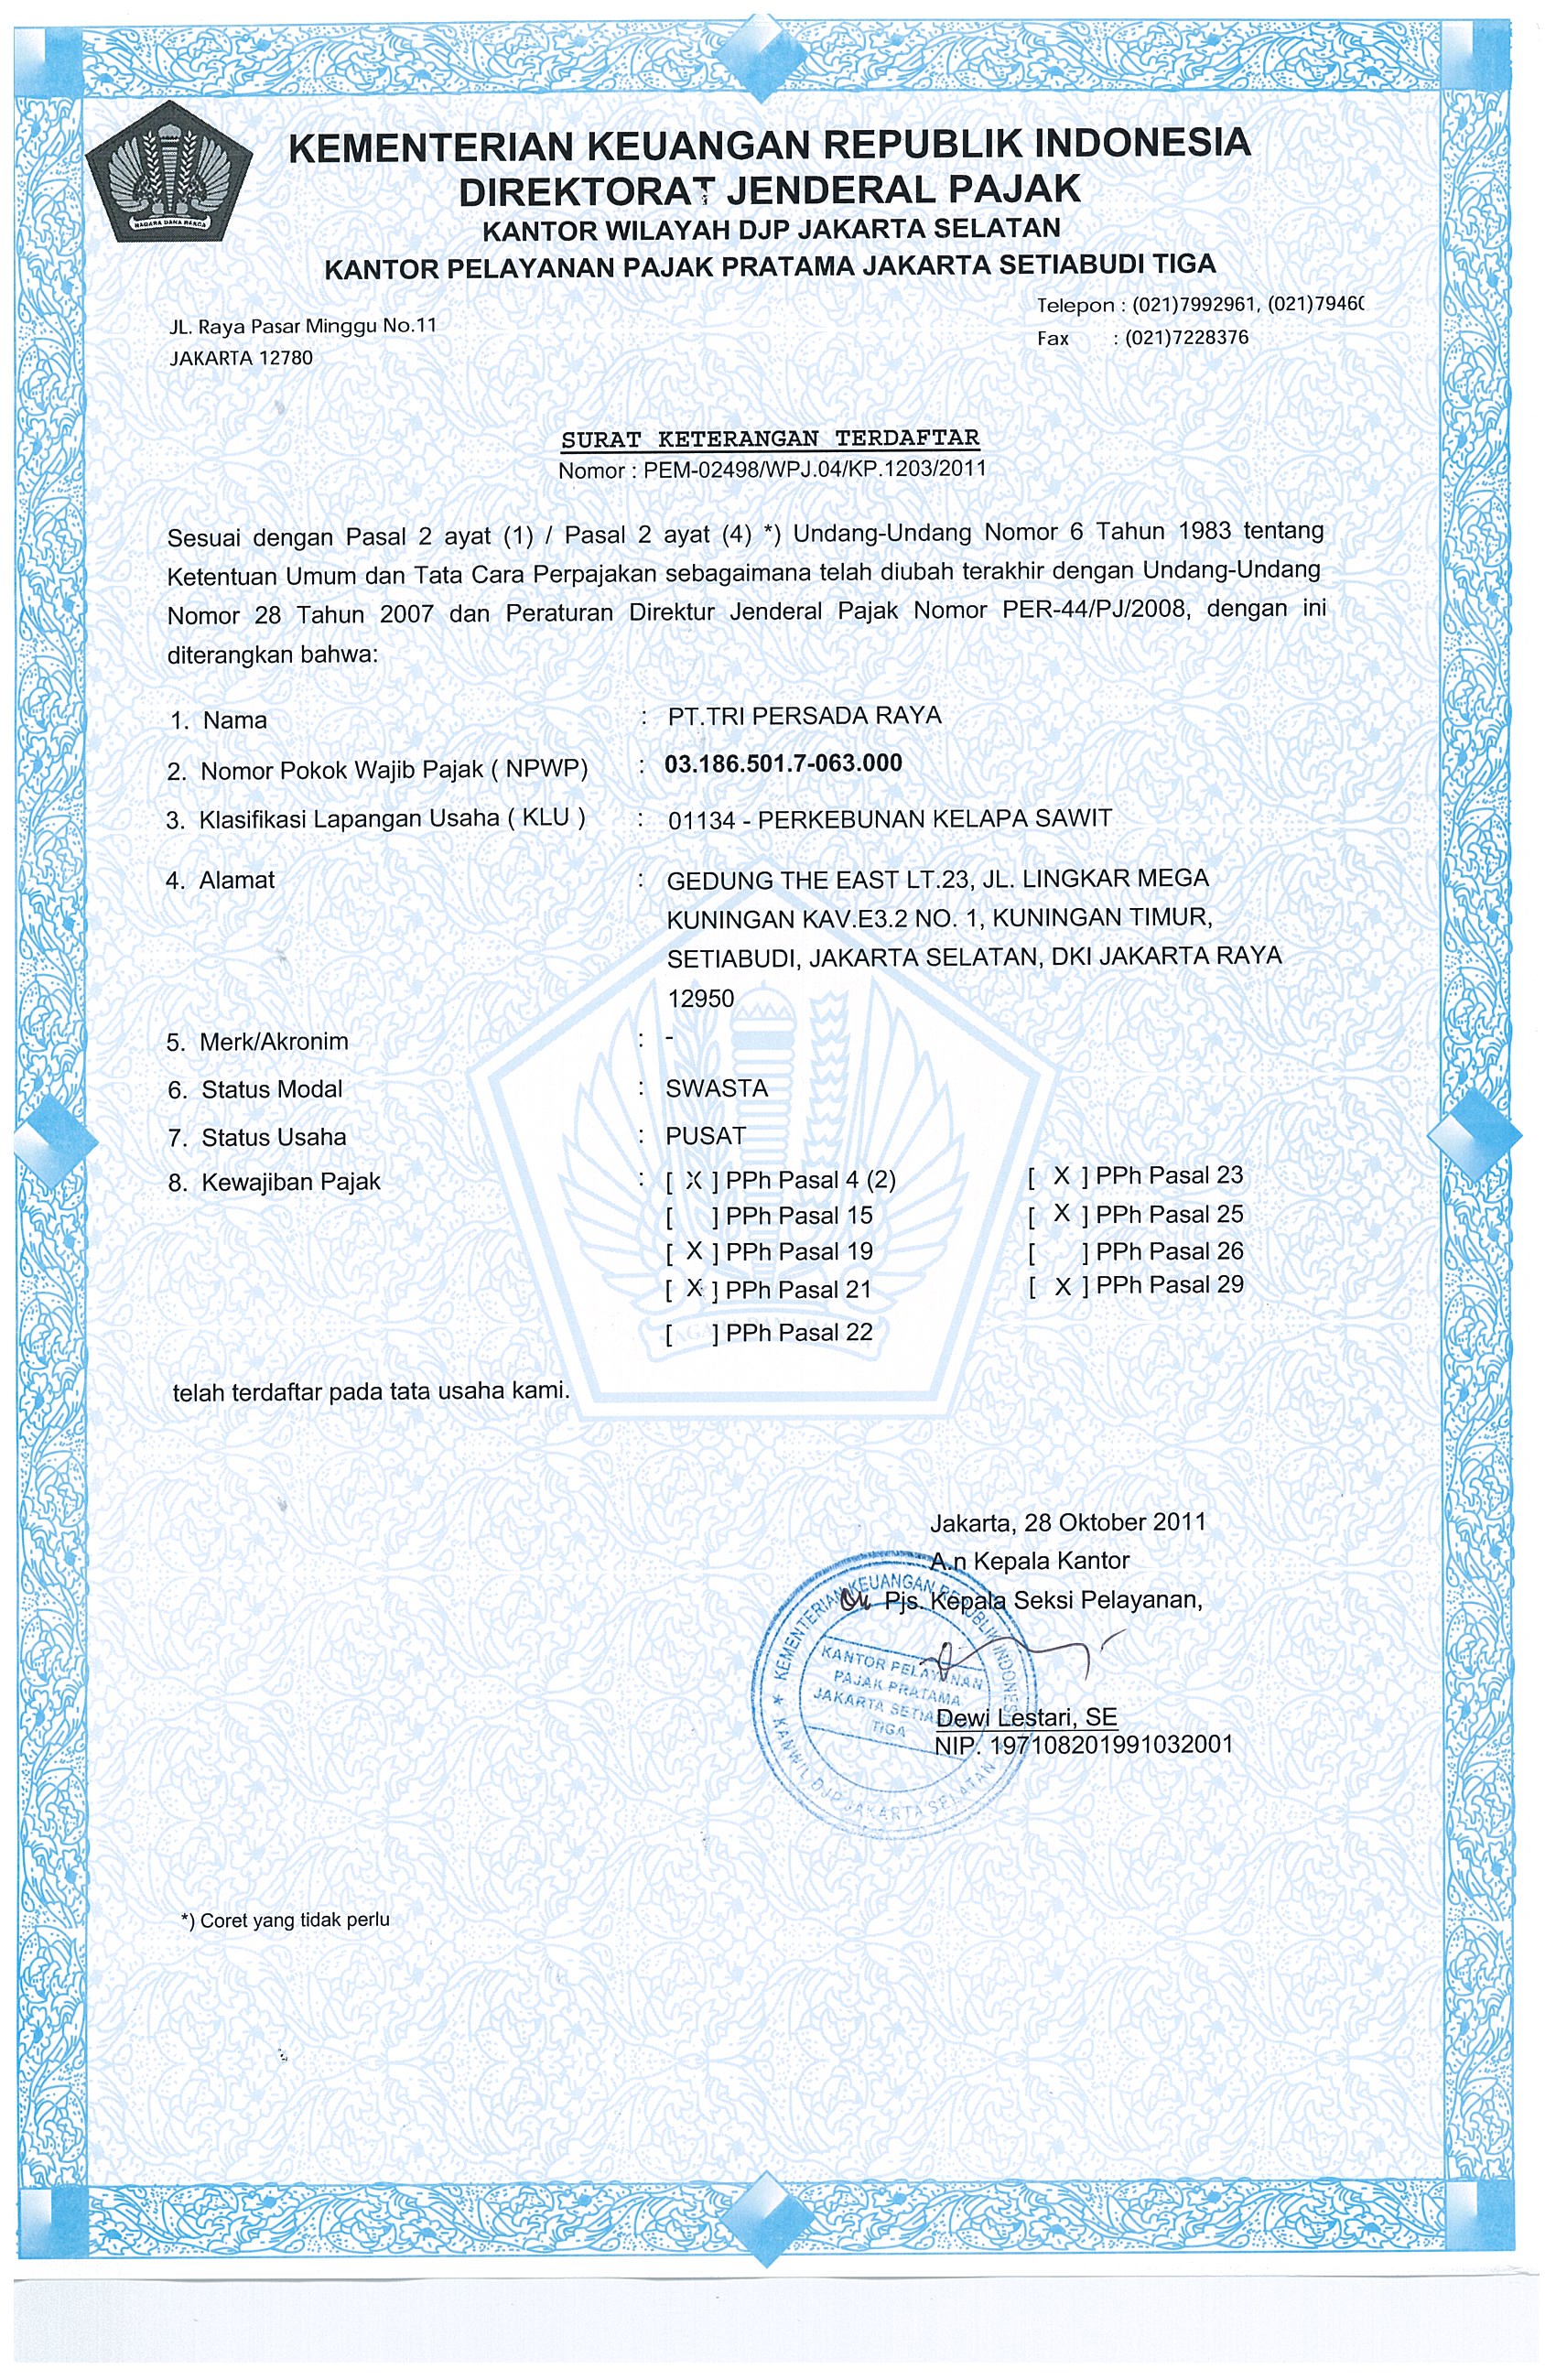 NAGARA DANA RAKCA
KEMENTERIAN KEUANGAN REPUBLIK INDONESIA
DIREKTORAT JENDERAL PAJAK
KANTOR WILAYAH DJP JAKARTA SELATAN
KANTOR PELAYANAN PAJAK PRATAMA JAKARTA SETIABUDI TIGA
JL. Raya Pasar Minggu No.11
JAKARTA 12780
Telepon : (021)7992961, (021)7946
Fax : (021)7228376
SURAT KETERANGAN TERDAFTAR
Nomor : PEM-02498/WPJ.04/KP.1203/2011
Sesuai dengan Pasal 2 ayat (1) / Pasal 2 ayat (4) *) Undang-Undang Nomor 6 Tahun 1983 tentang
Ketentuan Umum dan Tata Cara Perpajakan sebagaimana telah diubah terakhir dengan Undang-Undang
Nomor 28 Tahun 2007 dan Peraturan Direktur Jenderal Pajak Nomor PER-44/PJ/2008, dengan ini
diterangkan bahwa:
1. Nama : PT.TRI PERSADA RAYA
2. Nomor Pokok Wajib Pajak ( NPWP) : 03.186.501.7-063.000
3. Klasifikasi Lapangan Usaha ( KLU ) : 01134 - PERKEBUNAN KELAPA SAWIT
4. Alamat : GEDUNG THE EAST LT.23, JL. LINGKAR MEGA
KUNINGAN KAV.E3.2 NO. 1, KUNINGAN TIMUR,
SETIABUDI, JAKARTA SELATAN, DKI JAKARTA RAYA
12950
5. Merk/Akronim : -
6. Status Modal : SWASTA
7. Status Usaha : PUSAT
8. Kewajiban Pajak : [ X ] PPh Pasal 4 (2) [ X ] PPh Pasal 23
[ ] PPh Pasal 15 [ X ] PPh Pasal 25
[ X ] PPh Pasal 19 [ ] PPh Pasal 26
[ X ] PPh Pasal 21 [ X ] PPh Pasal 29
[ ] PPh Pasal 22
telah terdaftar pada tata usaha kami.
Jakarta, 28 Oktober 2011
A.n Kepala Kantor
Pjs. Kepala Seksi Pelayanan,
KEMENTERIAN KEUANGAN REPUBLIK INDONESIA
KANTOR PELAYANAN
PAJAK PRATAMA
JAKARTA SETIABUDI
TIGA
KANWIL DJP JAKARTA SELATAN
Dewi Lestari, SE
NIP. 197108201991032001
*) Coret yang tidak perlu